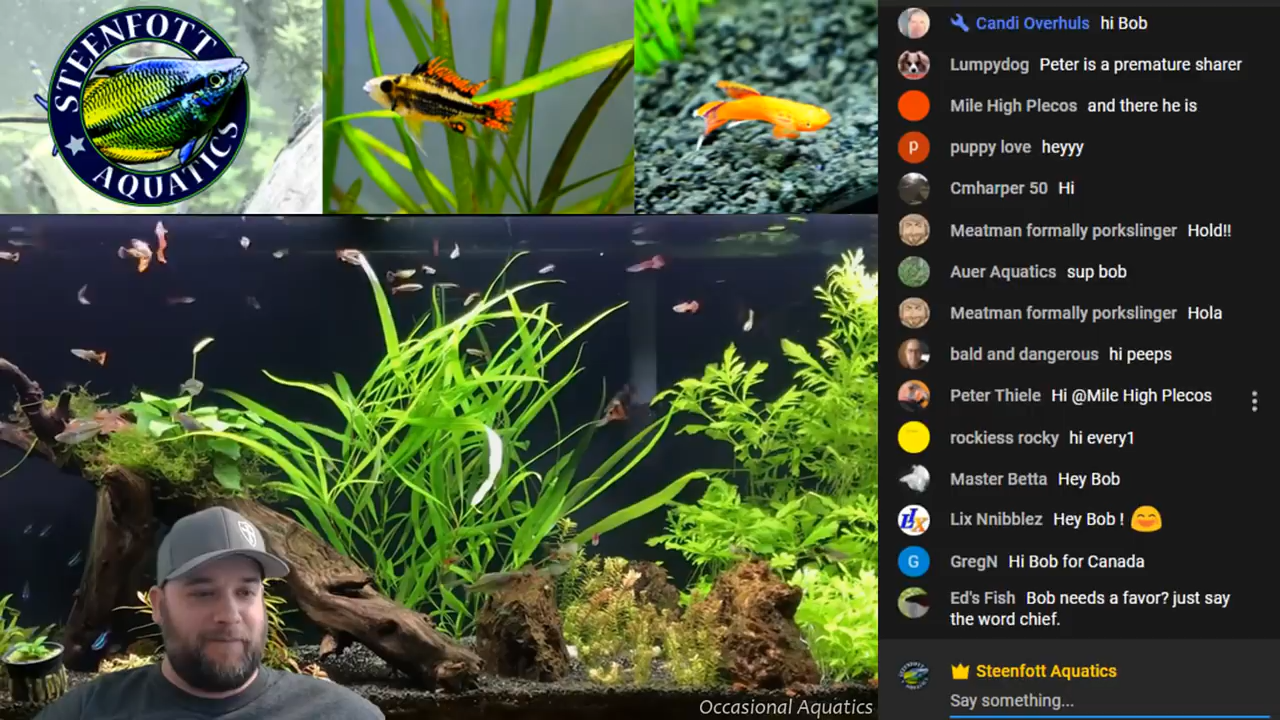 STEENFOTT
AQUATICS
Candi Overhuls hi Bob
Lumpydog Peter is a premature sharer
Mile High Plecos and there he is
P puppy love heyyy
Cmharper 50 Hi
Meatman formally porkslinger Hold!!
Auer Aquatics sup bob
Meatman formally porkslinger Hola
bald and dangerous hi peeps
Peter Thiele Hi @Mile High Plecos
rockiess rocky hi every1
Master Betta Hey Bob
Lix Nnibblez Hey Bob ! 😊
G GregN Hi Bob for Canada
Ed's Fish Bob needs a favor? just say
the word chief.
Steenfott Aquatics
Say something...
Occasional Aquatics